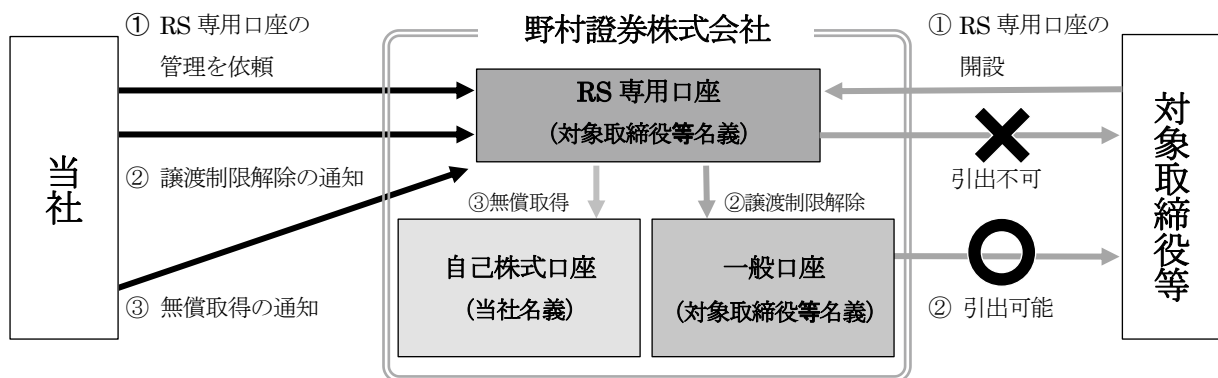 ① RS 専用口座の
管理を依頼
野村證券株式会社
① RS 専用口座の
開設
当社
RS 専用口座
(対象取締役等名義)
対象取締役等
② 譲渡制限解除の通知
引出不可
③無償取得
②譲渡制限解除
自己株式口座
(当社名義)
一般口座
(対象取締役等名義)
③ 無償取得の通知
② 引出可能